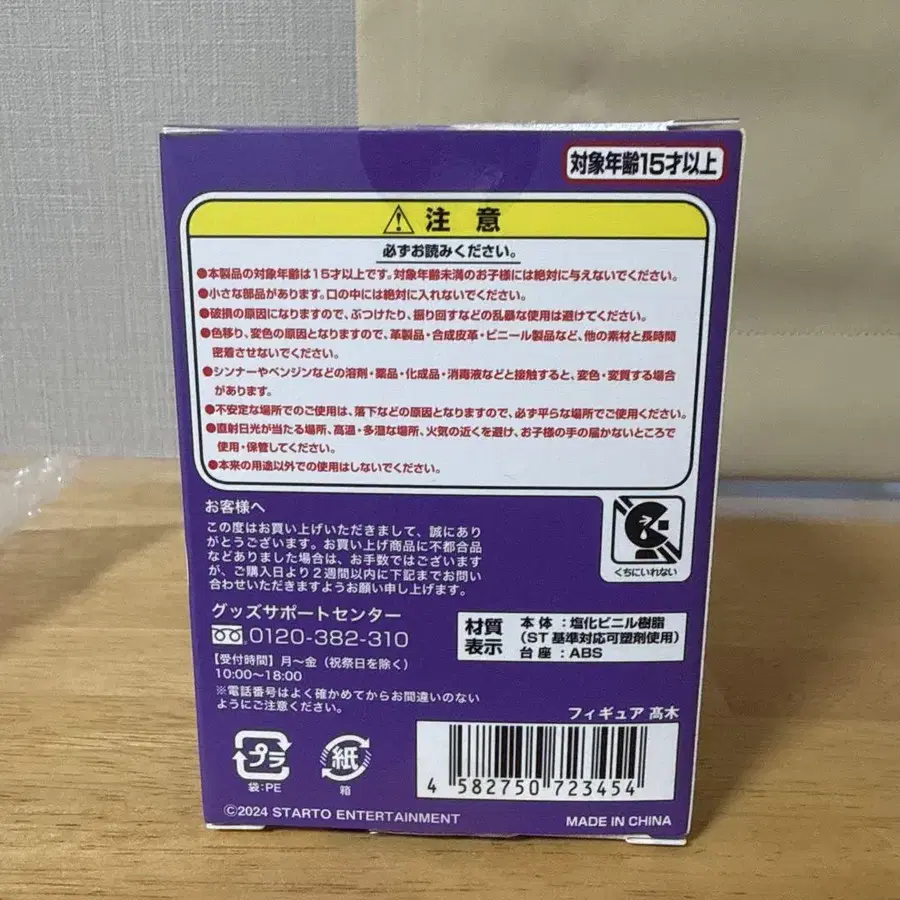 対象年齢15才以上
注 意
必ずお読みください。
●本製品の対象年齢は15才以上です。対象年齢未満のお子様には絶対に与えないでください。
●小さな部品があります。口の中には絶対に入れないでください。
●破損の原因になりますので、ぶつけたり、振り回すなどの乱暴な使用は避けてください。
●色移り、変色の原因となりますので、革製品・合成皮革・ビニール製品など、他の素材と長時間
密着させないでください。
●シンナーやベンジンなどの溶剤・薬品・化成品・消毒液などと接触すると、変色・変質する場合
があります。
●不安定な場所でのご使用は、落下などの原因となりますので、必ず平らな場所でご使用ください。
●直射日光が当たる場所、高温・多湿な場所、火気の近くを避け、お子様の手の届かないところで
使用・保管してください。
●本来の用途以外での使用はしないでください。
お客様へ
この度はお買い上げいただきまして、誠にあり
がとうございます。お買い上げ商品に不都合品
などありました場合は、お手数ではございます
が、ご購入日より2週間以内に下記までお問い
合わせいただきますようお願い申し上げます。
グッズサポートセンター
0120-382-310
【受付時間】月~金(祝祭日を除く)
10:00~18:00
※電話番号はよく確かめてからお間違いのない
ようにご注意ください。
くちにいれない
材質
表示
本 体:塩化ビニル樹脂
(ST基準対応可塑剤使用)
台 座:ABS
フィギュア 髙木
4 582750 723454
プラ
袋:PE
紙
箱
©2024 STARTO ENTERTAINMENT
MADE IN CHINA